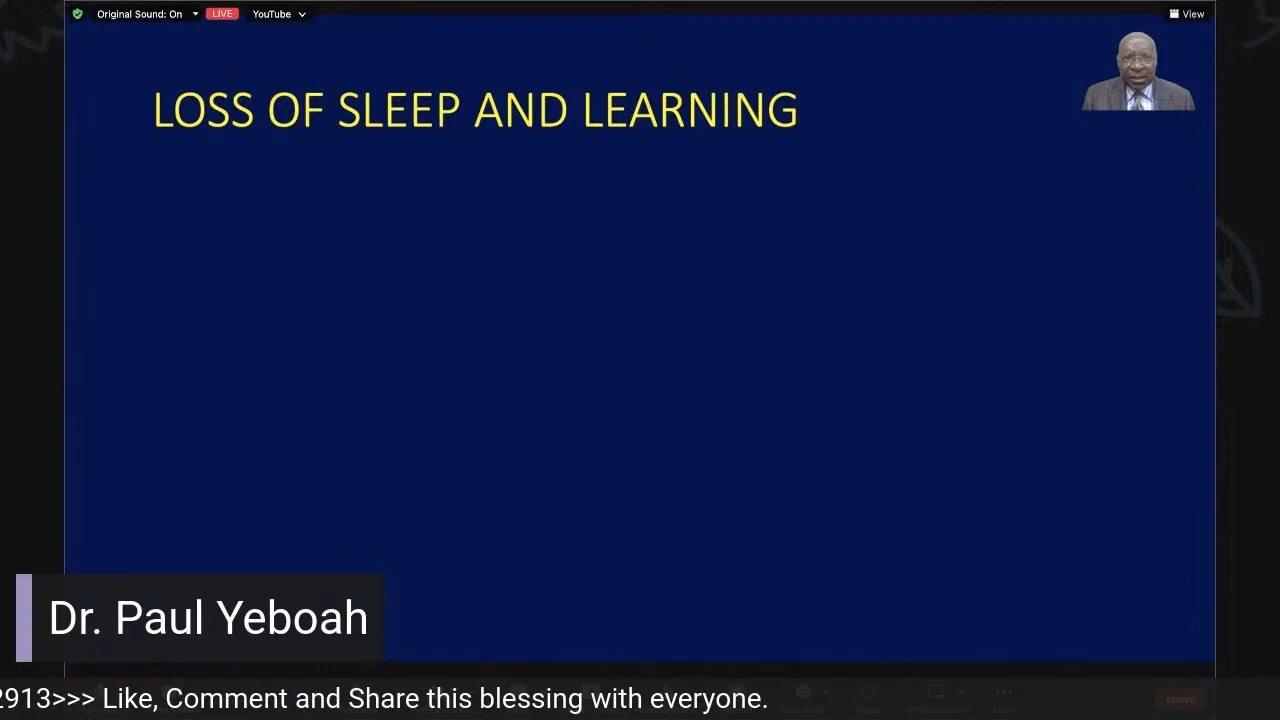 Original Sound: On
LIVE
YouTube
View
LOSS OF SLEEP AND LEARNING
Dr. Paul Yeboah
2913>>> Like, Comment and Share this blessing with everyone.
LEAVE